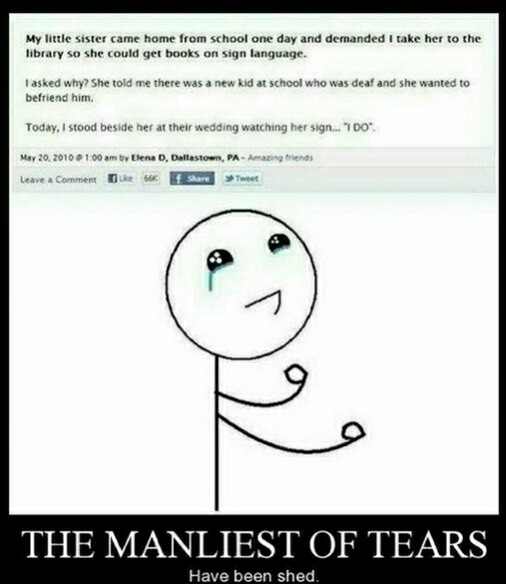 My little sister came home from school one day and demanded I take her to the
library so she could get books on sign language.
I asked why? She told me there was a new kid at school who was deaf and she wanted to
befriend him.
Today, I stood beside her at their wedding watching her sign... "I DO".
May 20, 2010 @ 1:00 am by Elena D, Dallastown, PA - Amazing friends
Leave a Comment Like 66K Share Tweet
THE MANLIEST OF TEARS
Have been shed.